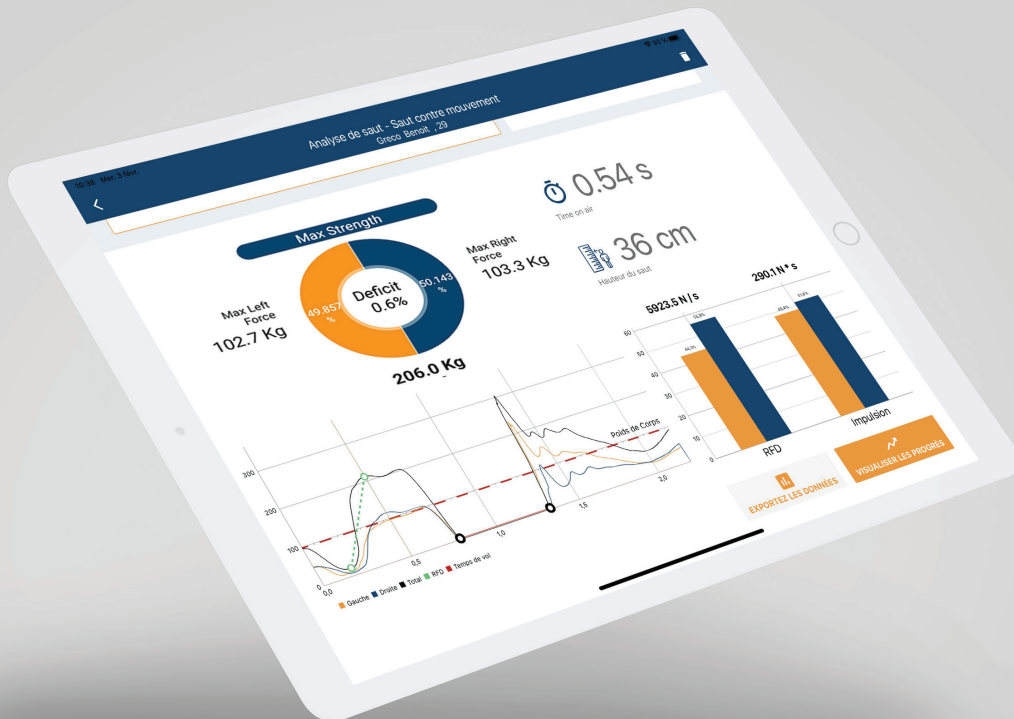 10:38 Mer. 3 févr.
93 %
Analyse de saut - Saut contre mouvement
Greco Benoit , 29
Max Strength
Max Left
Force
102.7 Kg
49.857
%
Deficit
0.6%
50.143
%
Max Right
Force
103.3 Kg
206.0 Kg
0.54 s
Time on air
36 cm
Hauteur du saut
5923.5 N / s
290.1 N * s
60
50
40
30
20
10
0
RFD
Impulsion
300
200
100
0
0,0
0,5
1,0
1,5
2,0
Poids de Corps
Gauche Droite Total RFD Temps de vol
EXPORTEZ LES DONNÉES
VISUALISER LES PROGRÈS